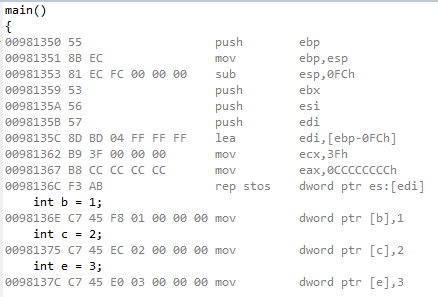 main()
{
00981350 55                   push        ebp
00981351 8B EC                mov         ebp,esp
00981353 81 EC FC 00 00 00    sub         esp,0FCh
00981359 53                   push        ebx
0098135A 56                   push        esi
0098135B 57                   push        edi
0098135C 8D BD 04 FF FF FF    lea         edi,[ebp-0FCh]
00981362 B9 3F 00 00 00       mov         ecx,3Fh
00981367 B8 CC CC CC CC       mov         eax,0CCCCCCCCh
0098136C F3 AB                rep stos    dword ptr es:[edi]
    int b = 1;
0098136E C7 45 F8 01 00 00 00 mov         dword ptr [b],1
    int c = 2;
00981375 C7 45 EC 02 00 00 00 mov         dword ptr [c],2
    int e = 3;
0098137C C7 45 E0 03 00 00 00 mov         dword ptr [e],3